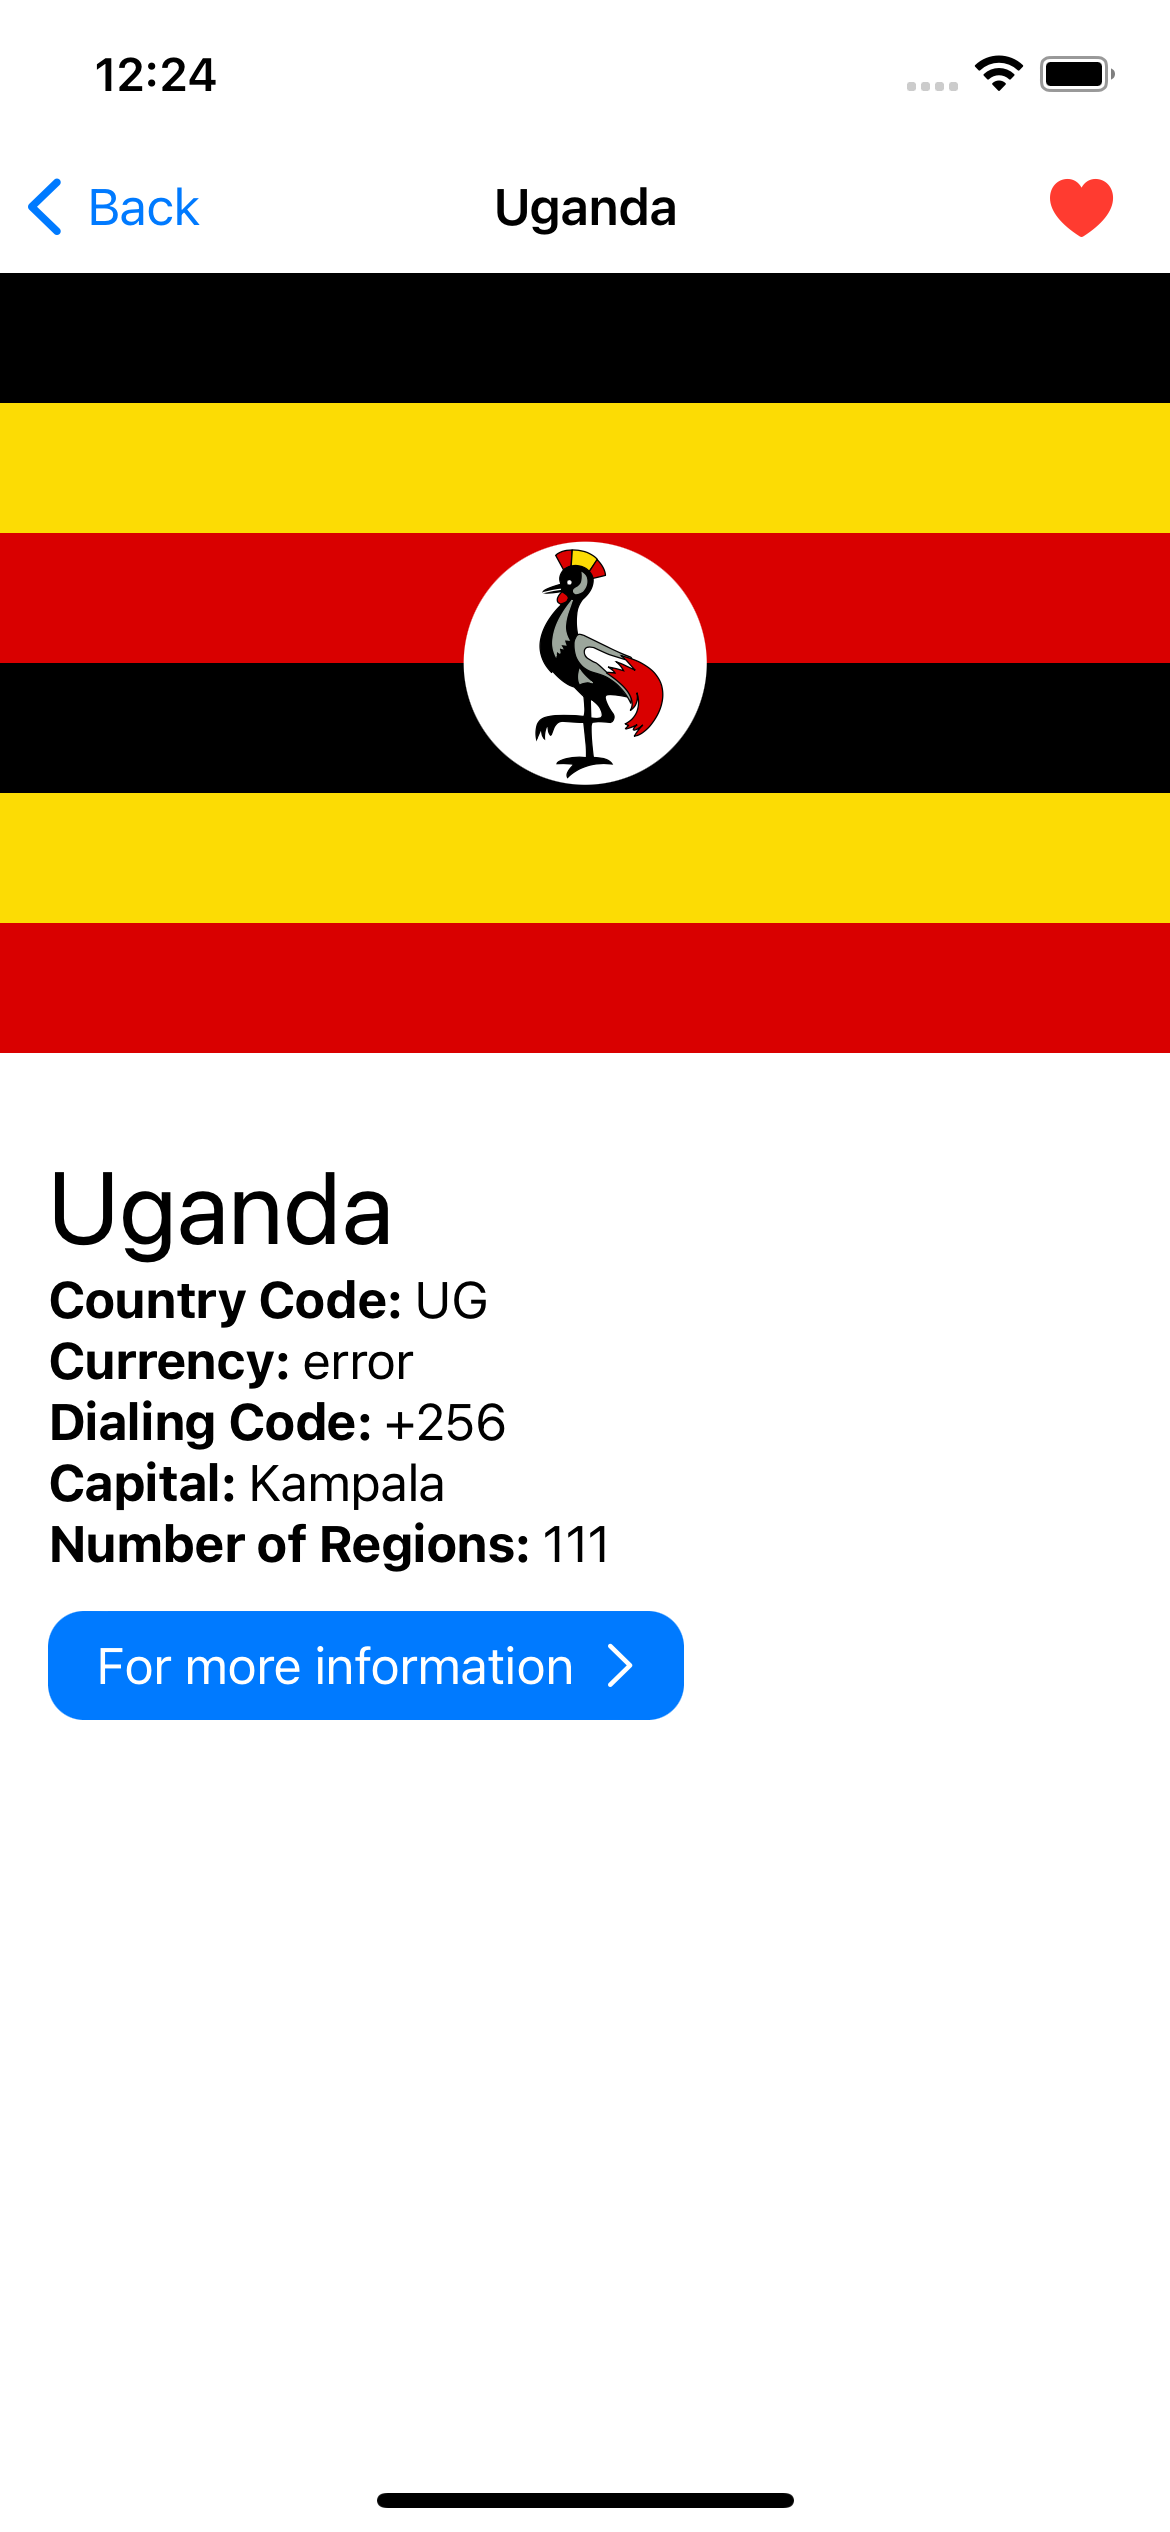 12:24
Back
Uganda
Uganda
Country Code: UG
Currency: error
Dialing Code: +256
Capital: Kampala
Number of Regions: 111
For more information